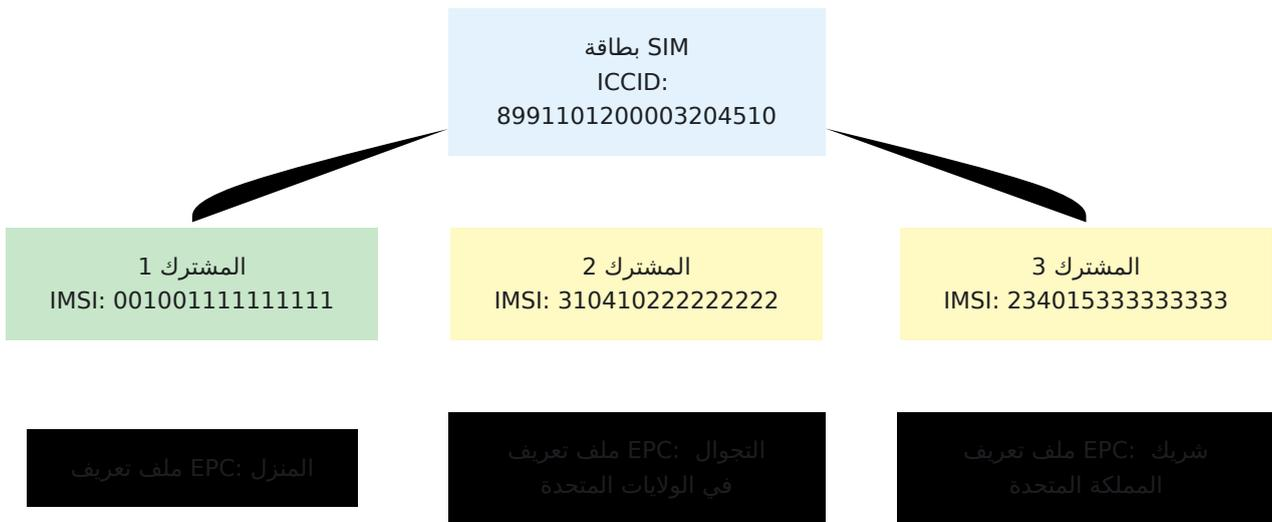 بطاقة SIM
ICCID:
8991101200003204510
المشترك 1
IMSI: 001001111111111
المشترك 2
IMSI: 310410222222222
المشترك 3
IMSI: 234015333333333
ملف تعريف EPC: المنزل
ملف تعريف EPC: التجوال
في الولايات المتحدة
ملف تعريف EPC: شريك
المملكة المتحدة